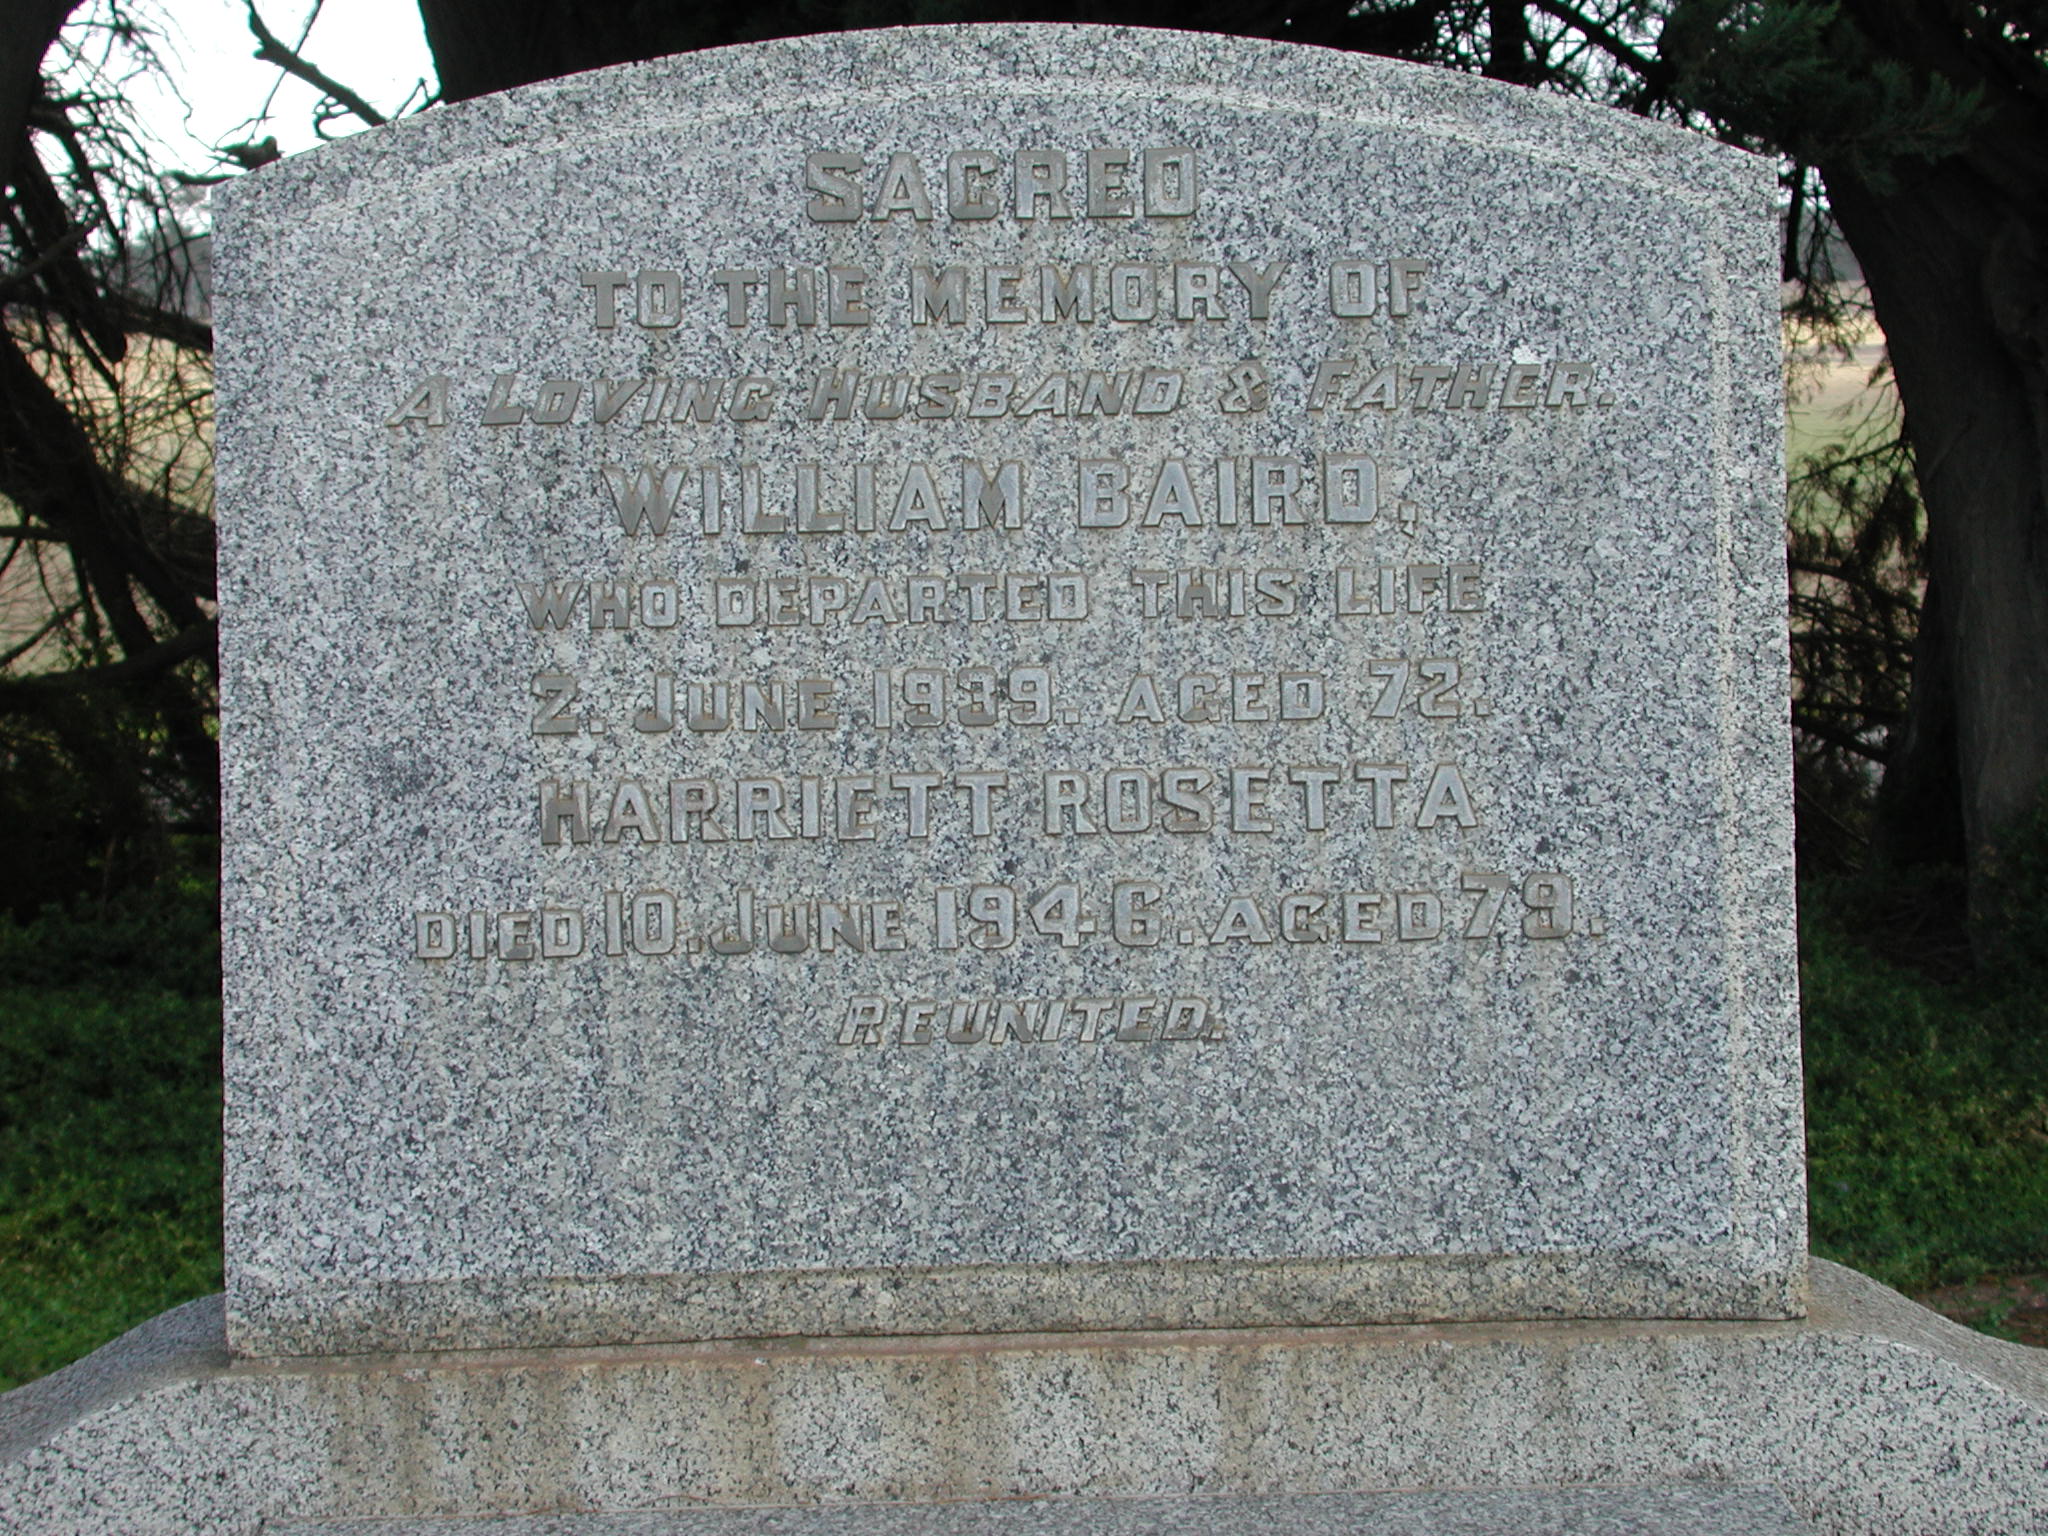 SACRED
TO THE MEMORY OF
A LOVING HUSBAND & FATHER.
WILLIAM BAIRD,
WHO DEPARTED THIS LIFE
2. JUNE 1939. AGED 72.
HARRIETT ROSETTA
DIED 10. JUNE 1946. AGED 79.
REUNITED.